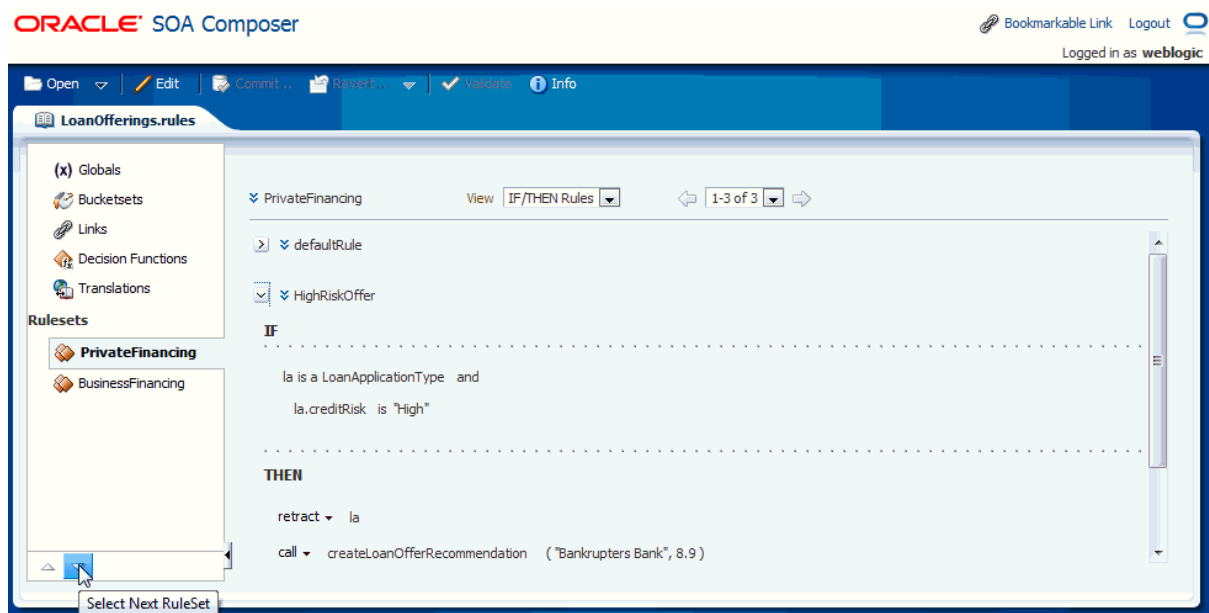 ORACLE SOA Composer
Bookmarkable Link Logout
Logged in as weblogic
Open Edit Commit .. Revert .. Validate Info
LoanOfferings.rules
(x) Globals
Bucketsets
Links
Decision Functions
Translations
Rulesets
PrivateFinancing
BusinessFinancing
PrivateFinancing View IF/THEN Rules 1-3 of 3
defaultRule
HighRiskOffer
IF
la is a LoanApplicationType and
la.creditRisk is "High"
THEN
retract la
call createLoanOfferRecommendation ( "Bankrupters Bank", 8.9 )
Select Next RuleSet